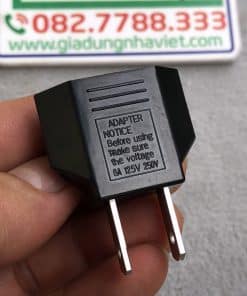 082.7788.333
www.giadungnhaviet.com
ADAPTER
NOTICE
Before using
make sure
the voltage
6A 125V 250V